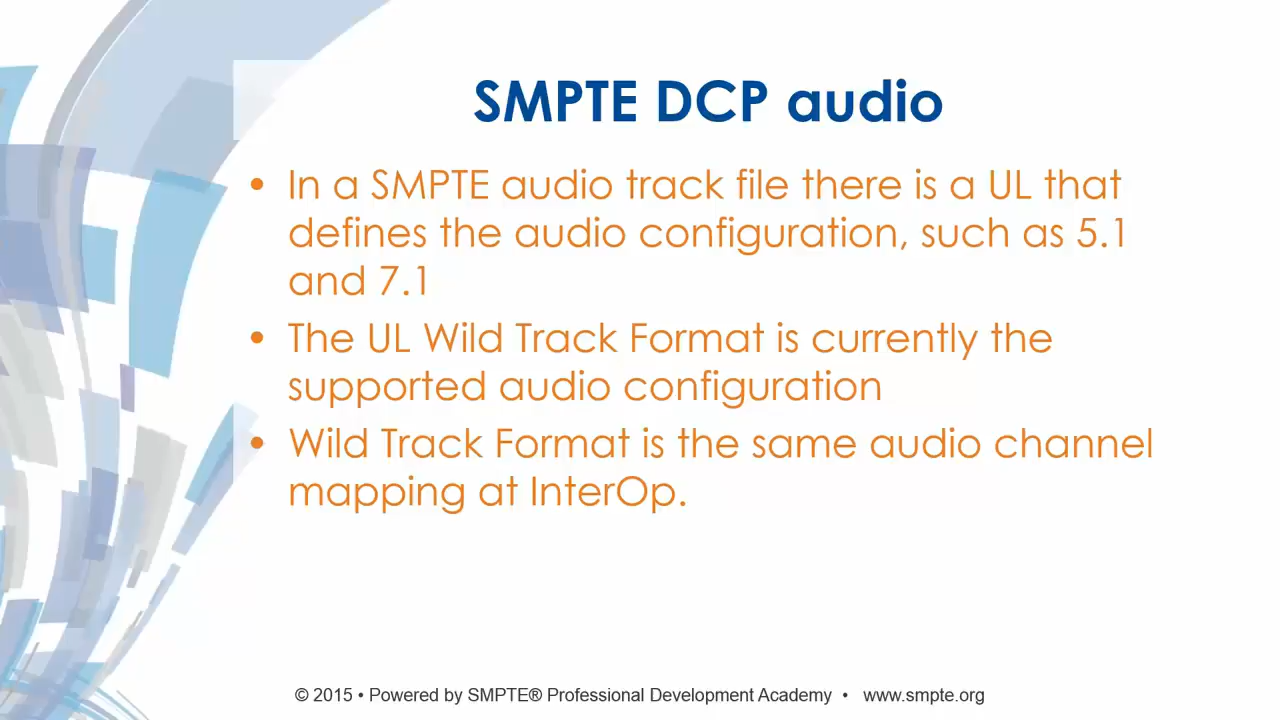 SMPTE DCP audio
• In a SMPTE audio track file there is a UL that
defines the audio configuration, such as 5.1
and 7.1
• The UL Wild Track Format is currently the
supported audio configuration
• Wild Track Format is the same audio channel
mapping at InterOp.
© 2015 • Powered by SMPTE® Professional Development Academy • www.smpte.org